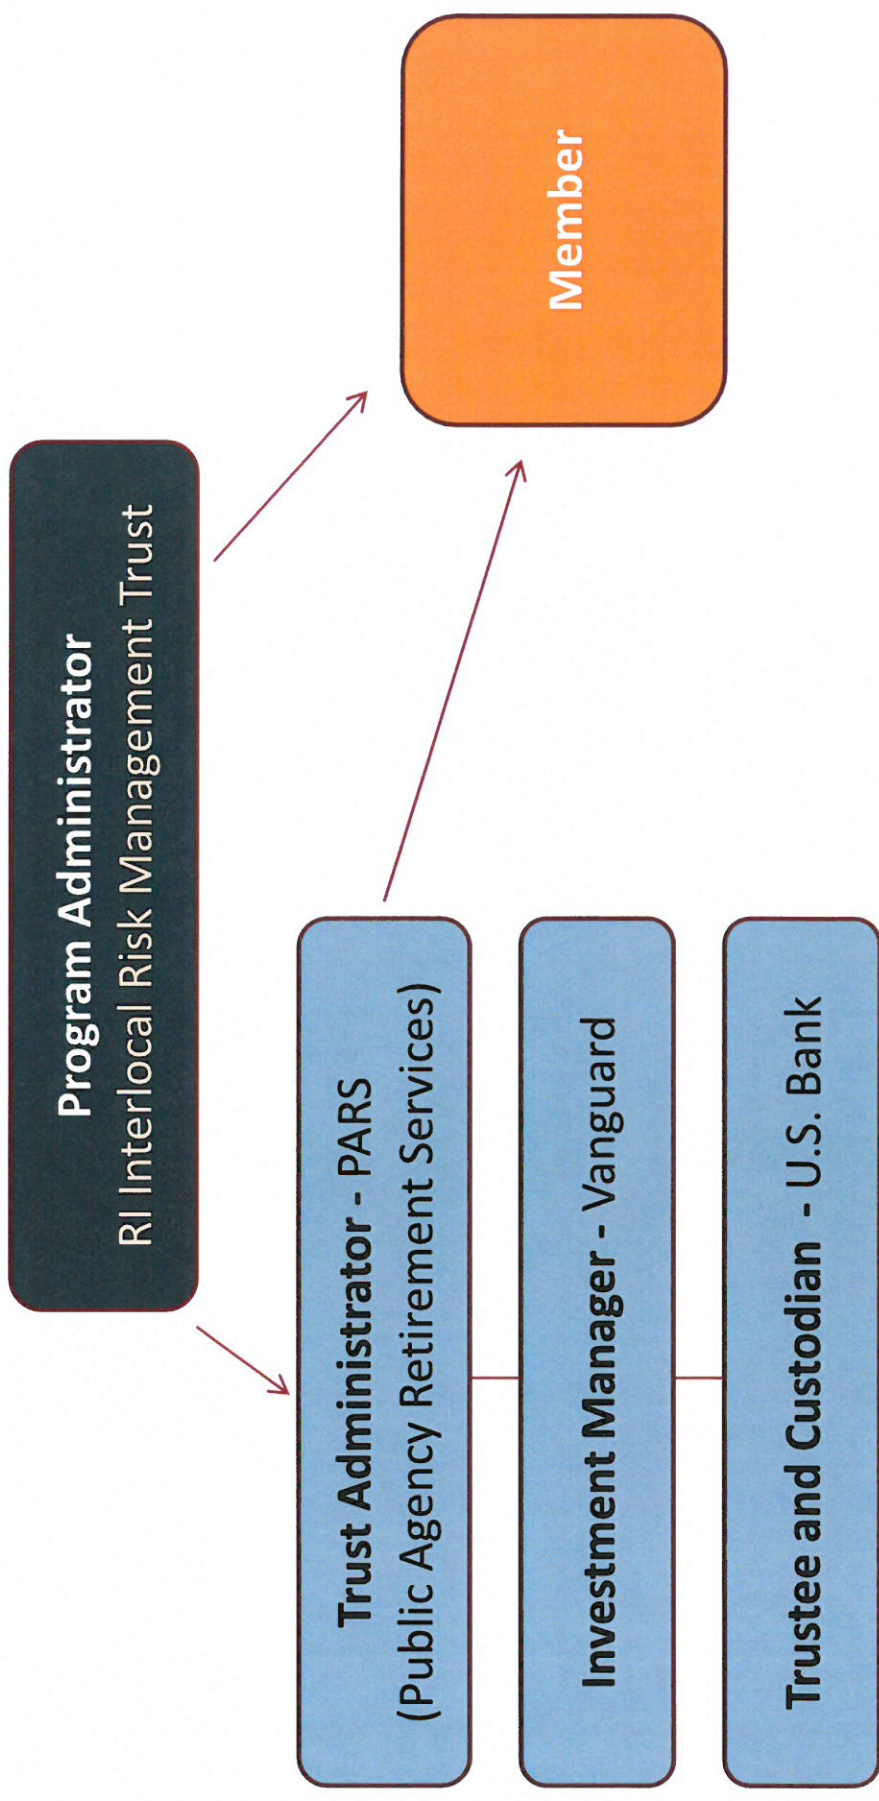 Program Administrator
RI Interlocal Risk Management Trust
Trust Administrator - PARS
(Public Agency Retirement Services)
Investment Manager - Vanguard
Trustee and Custodian - U.S. Bank
Member